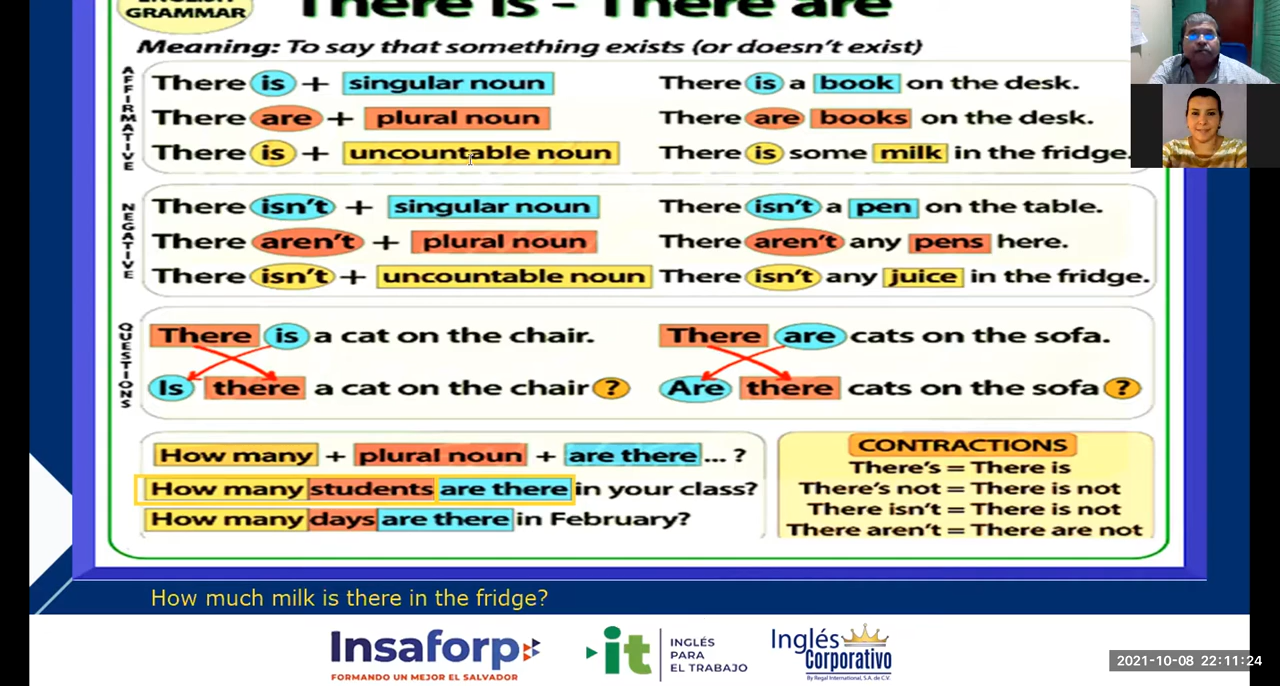 ENGLISH
GRAMMAR
There is - There are
Meaning: To say that something exists (or doesn't exist)
AFFIRMATIVE
There is + singular noun There is a book on the desk.
There are + plural noun There are books on the desk.
There is + uncountable noun There is some milk in the fridge.
NEGATIVE
There isn't + singular noun There isn't a pen on the table.
There aren't + plural noun There aren't any pens here.
There isn't + uncountable noun There isn't any juice in the fridge.
QUESTIONS
There is a cat on the chair. There are cats on the sofa.
Is there a cat on the chair ? Are there cats on the sofa ?
How many + plural noun + are there ... ?
How many students are there in your class?
How many days are there in February?
CONTRACTIONS
There's = There is
There's not = There is not
There isn't = There is not
There aren't = There are not
How much milk is there in the fridge?
Insaforp
FORMANDO UN MEJOR EL SALVADOR
it INGLÉS
PARA
EL TRABAJO
Inglés
Corporativo
By Regal International, S.A. de C.V.
2021-10-08 22:11:24